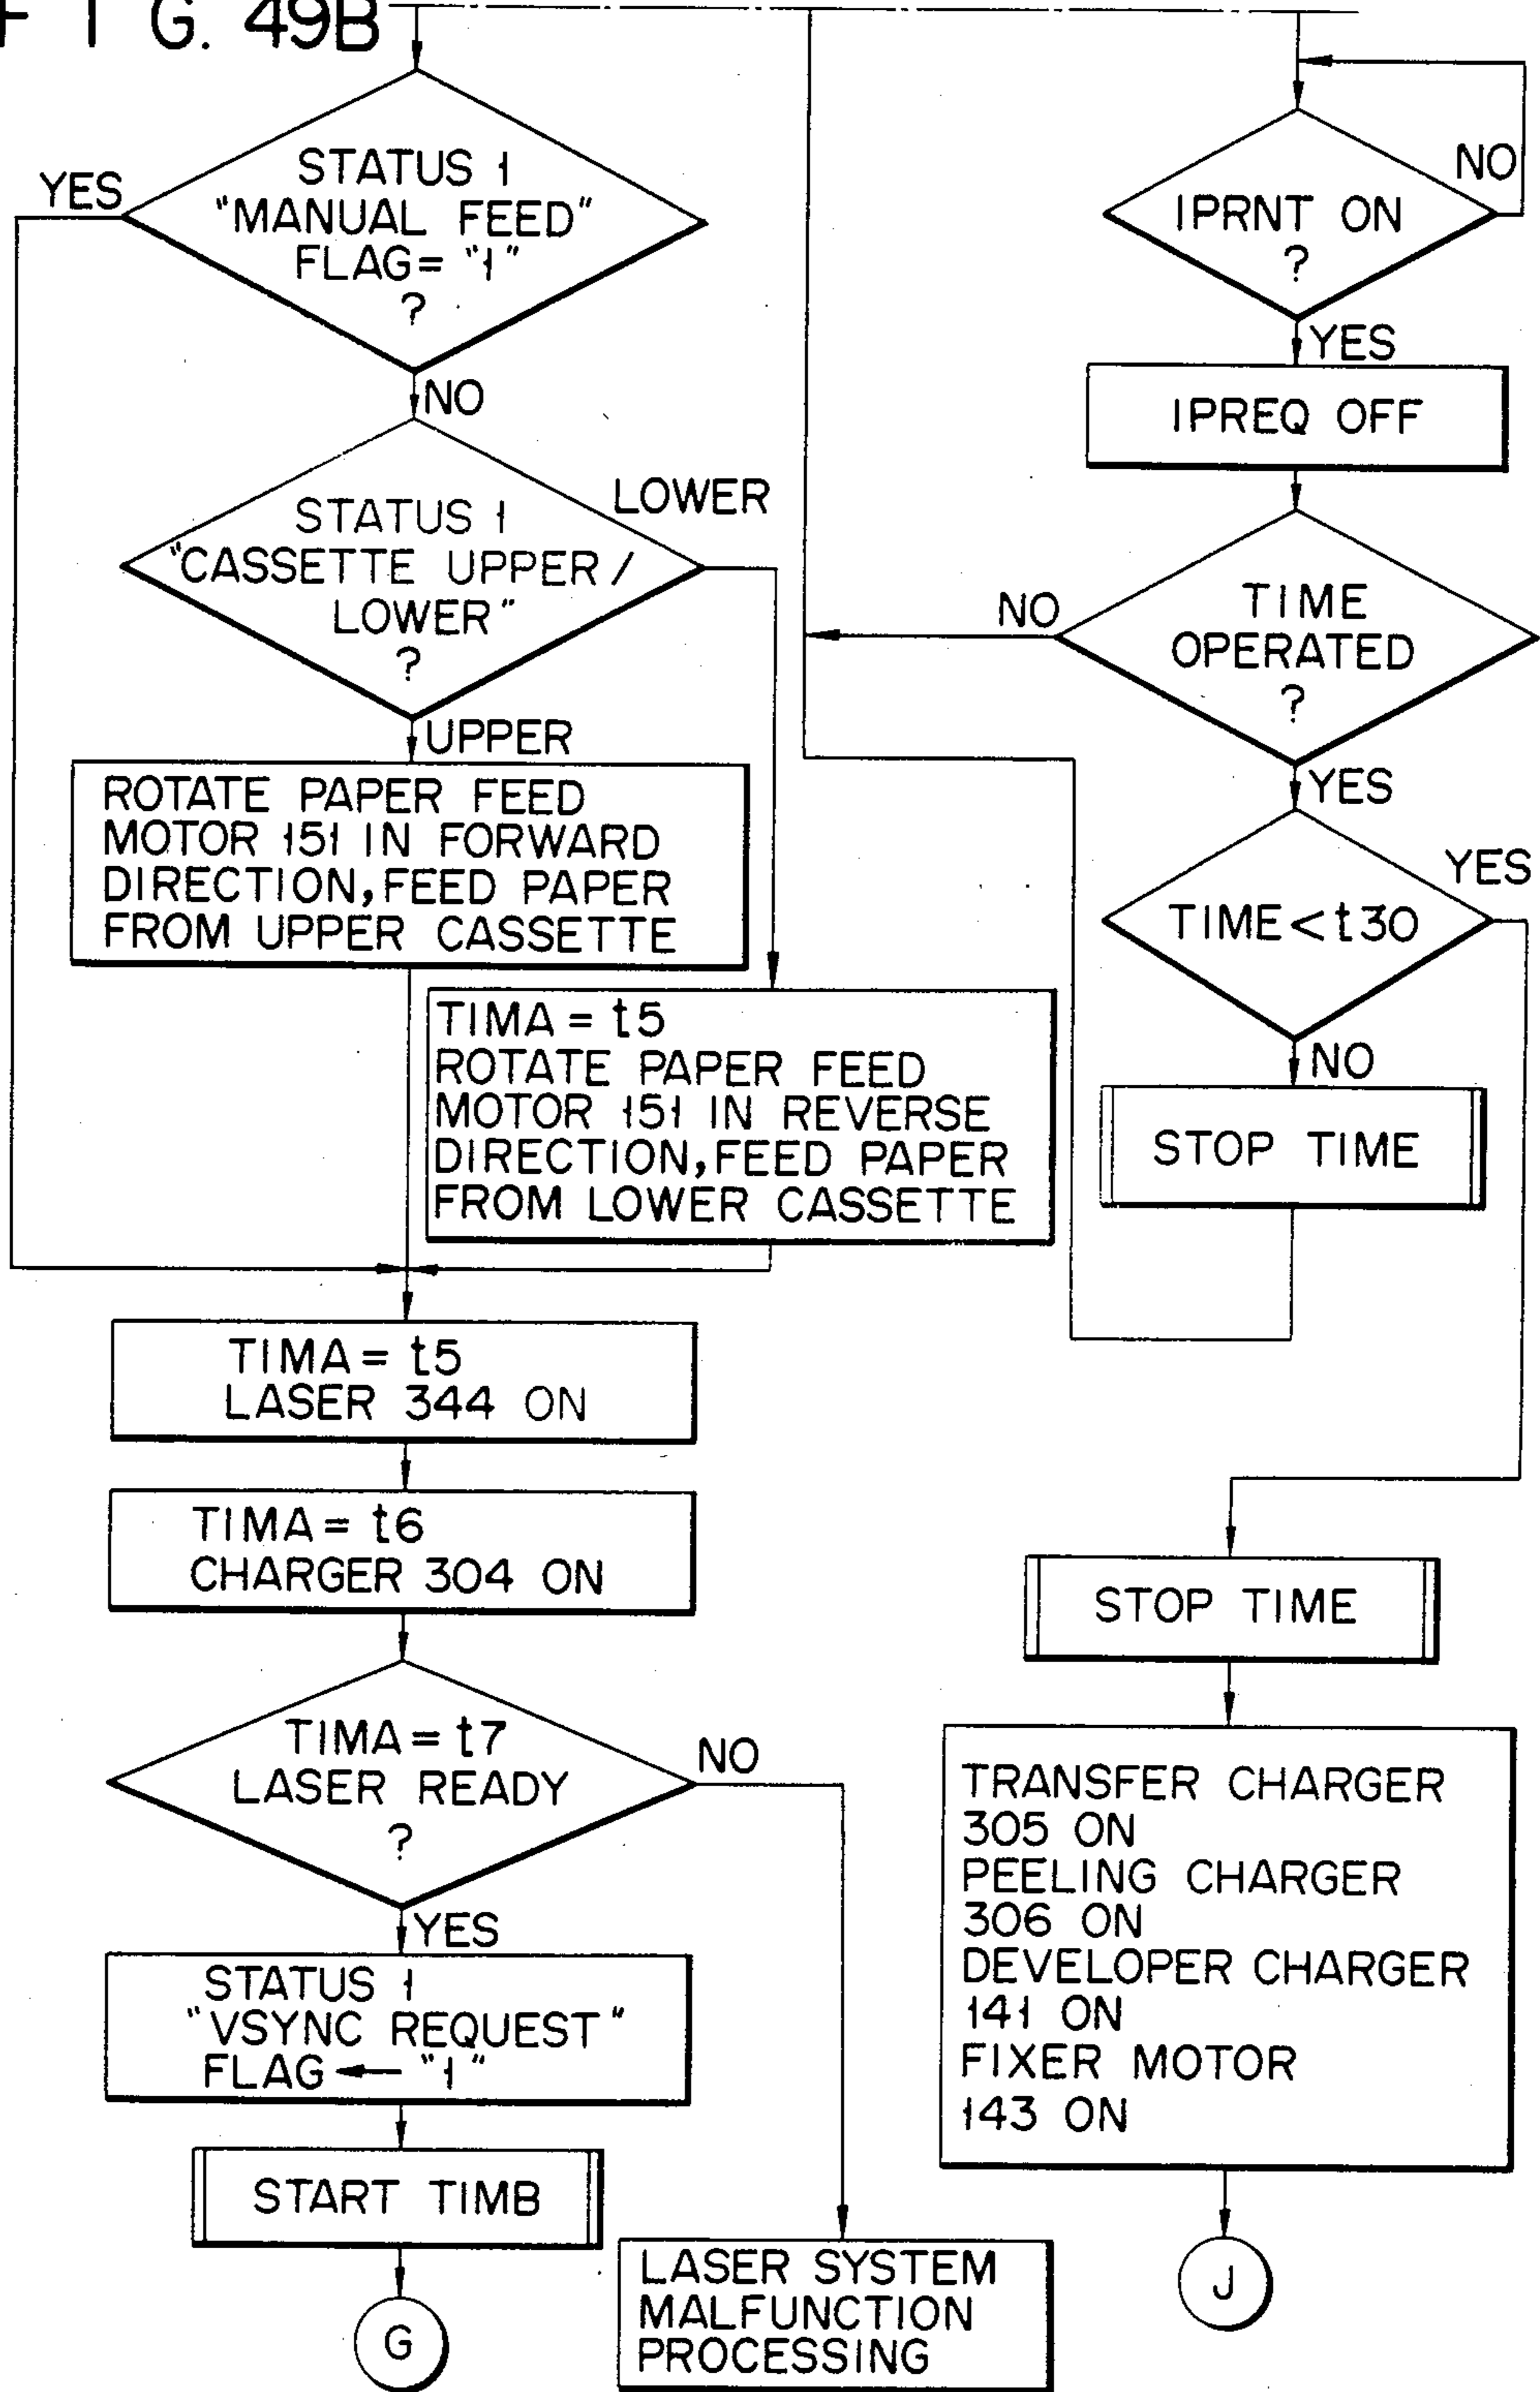 F I G. 49B
STATUS 1
"MANUAL FEED"
FLAG = "1"
?
YES
NO
STATUS 1
"CASSETTE UPPER /
LOWER"
?
LOWER
UPPER
ROTATE PAPER FEED
MOTOR 151 IN FORWARD
DIRECTION, FEED PAPER
FROM UPPER CASSETTE
TIMA = t5
ROTATE PAPER FEED
MOTOR 151 IN REVERSE
DIRECTION, FEED PAPER
FROM LOWER CASSETTE
TIMA = t5
LASER 344 ON
TIMA = t6
CHARGER 304 ON
TIMA = t7
LASER READY
?
NO
YES
STATUS 1
"VSYNC REQUEST"
FLAG ← "1"
START TIMB
G
LASER SYSTEM
MALFUNCTION
PROCESSING
IPRNT ON
?
NO
YES
IPREQ OFF
TIME
OPERATED
?
NO
YES
TIME < t30
YES
NO
STOP TIME
STOP TIME
TRANSFER CHARGER
305 ON
PEELING CHARGER
306 ON
DEVELOPER CHARGER
141 ON
FIXER MOTOR
143 ON
J